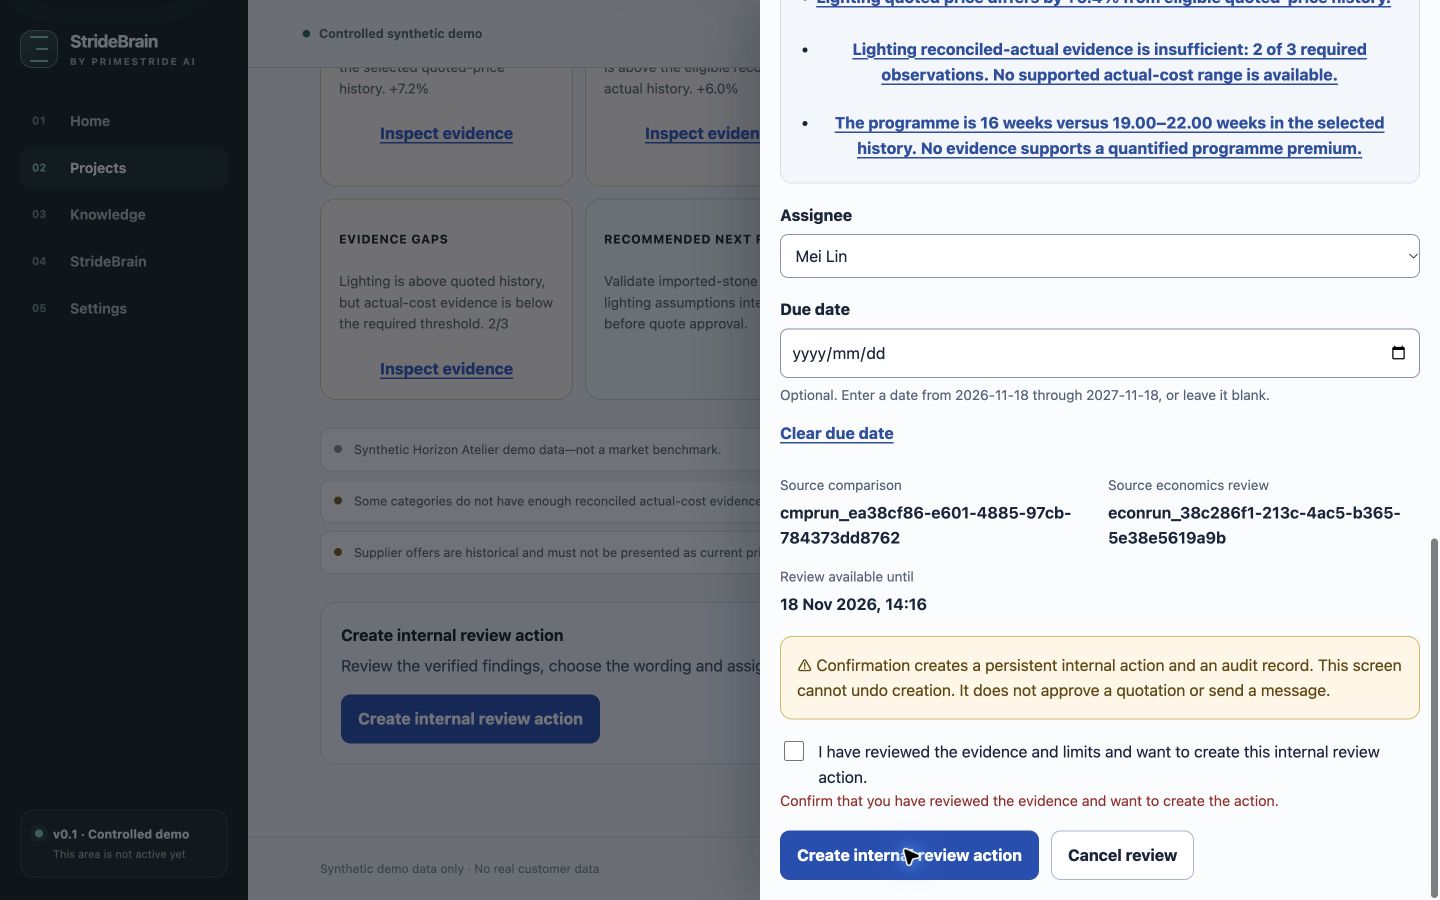 StrideBrain
BY PRIMESTRIDE AI
01 Home
02 Projects
03 Knowledge
04 StrideBrain
05 Settings
v0.1 · Controlled demo
This area is not active yet
Controlled synthetic demo
the selected quoted-price
history. +7.2%
Inspect evidence
is above the eligible
actual history. +6.0%
Inspect
EVIDENCE GAPS
Lighting is above quoted history,
but actual-cost evidence is below
the required threshold. 2/3
Inspect evidence
RECOMMENDED NEXT
Validate imported-stone
lighting assumptions
before quote approval.
Synthetic Horizon Atelier demo data—not a market benchmark.
Some categories do not have enough reconciled actual-cost evidence
Supplier offers are historical and must not be presented as current
Create internal review action
Review the verified findings, choose the wording and
Create internal review action
Synthetic demo data only · No real customer data
Lighting quoted price differs by from eligible quoted-price history.
• Lighting reconciled-actual evidence is insufficient: 2 of 3 required
observations. No supported actual-cost range is available.
• The programme is 16 weeks versus 19.00–22.00 weeks in the selected
history. No evidence supports a quantified programme premium.
Assignee
Mei Lin
Due date
yyyy/mm/dd
Optional. Enter a date from 2026-11-18 through 2027-11-18, or leave it blank.
Clear due date
Source comparison
cmprun_ea38cf86-e601-4885-97cb-
784373dd8762
Source economics review
econrun_38c286f1-213c-4ac5-b365-
5e38e5619a9b
Review available until
18 Nov 2026, 14:16
⚠ Confirmation creates a persistent internal action and an audit record. This screen
cannot undo creation. It does not approve a quotation or send a message.
I have reviewed the evidence and limits and want to create this internal review
action.
Confirm that you have reviewed the evidence and want to create the action.
Create internal review action
Cancel review